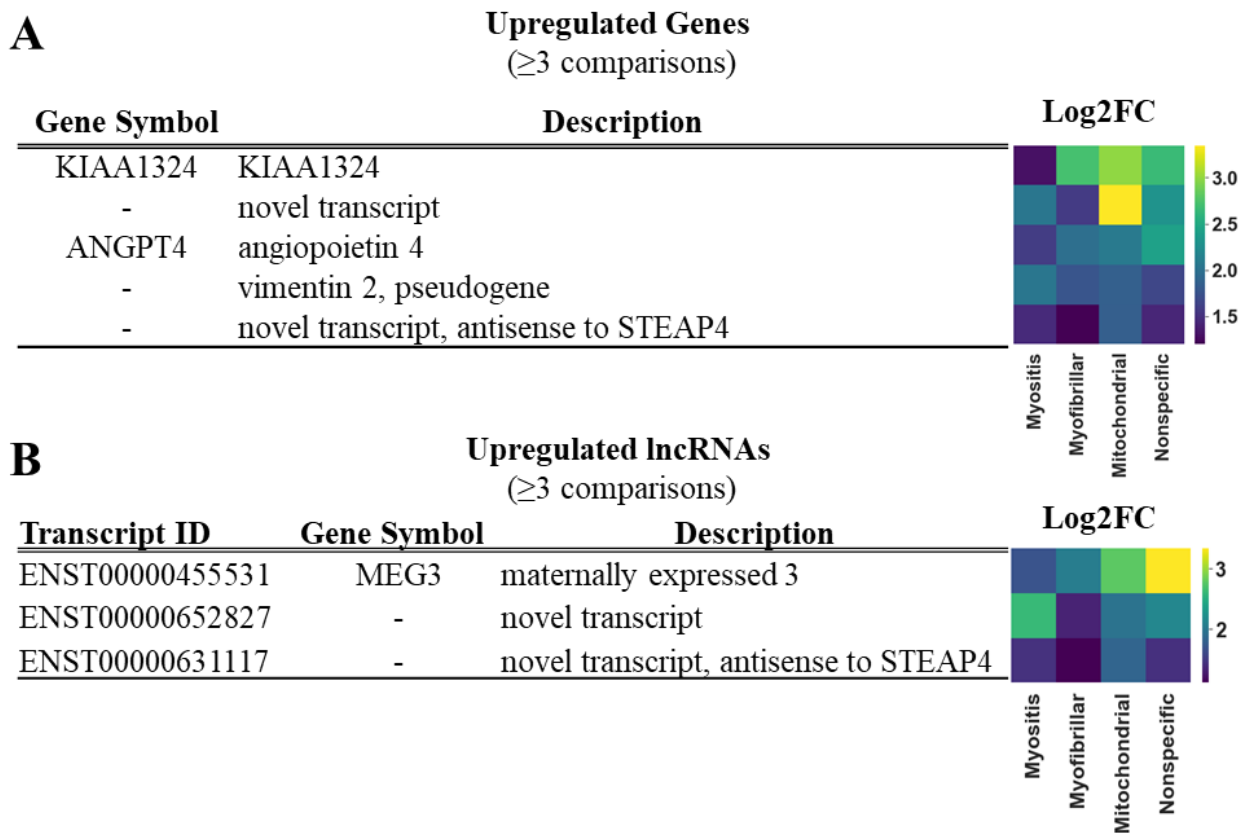 A
Upregulated Genes
(≥3 comparisons)
Gene Symbol Description Log2FC
KIAA1324 KIAA1324
- novel transcript
ANGPT4 angiopoietin 4
- vimentin 2, pseudogene
- novel transcript, antisense to STEAP4
3.0
2.5
2.0
1.5
Myositis Myofibrillar Mitochondrial Nonspecific
B
Upregulated lncRNAs
(≥3 comparisons)
Transcript ID Gene Symbol Description Log2FC
ENST00000455531 MEG3 maternally expressed 3
ENST00000652827 - novel transcript
ENST00000631117 - novel transcript, antisense to STEAP4
3
2
Myositis Myofibrillar Mitochondrial Nonspecific